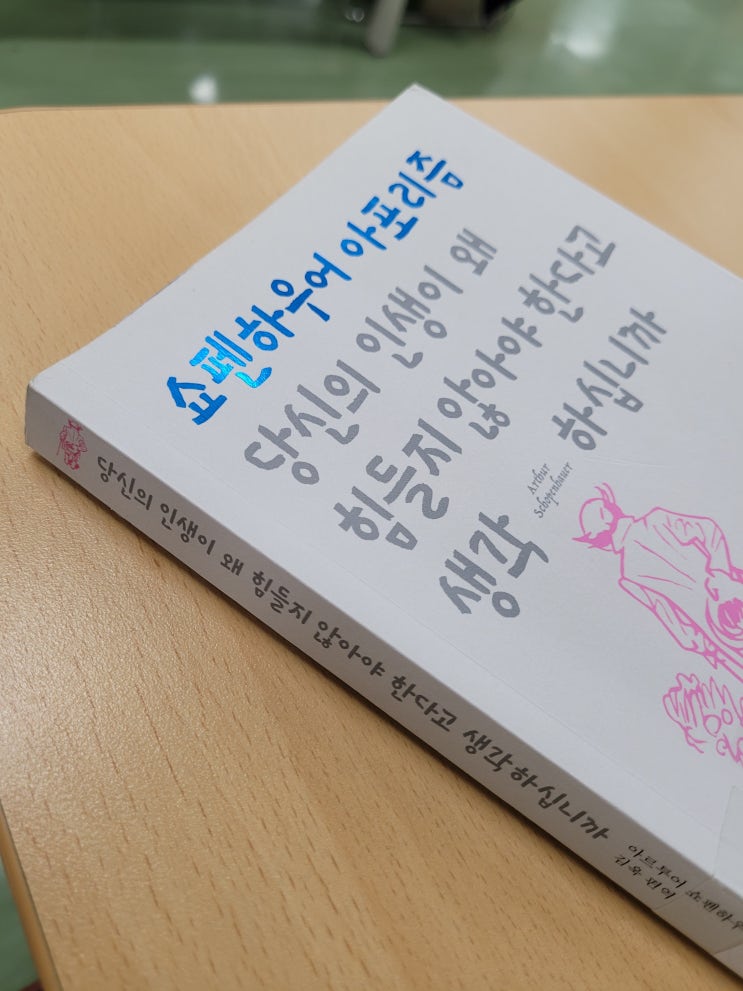 쇼펜하우어 아포리즘
당신의 인생이 왜
힘들지 않아야 한다고
생각
Arthur
Schopenhauer
하십니까
당신의 인생이 왜 힘들지 않아야 한다고 생각하십니까